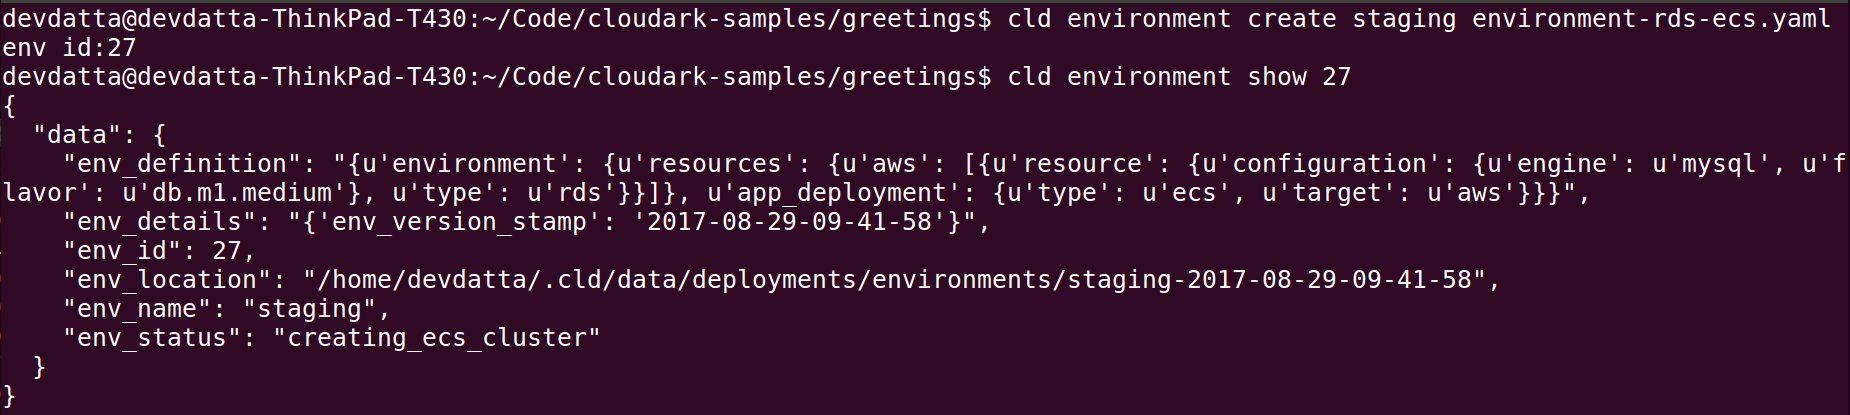 devdatta@devdatta-ThinkPad-T430:~/Code/cloudark-samples/greetings$ cld environment create staging environment-rds-ecs.yaml
env id:27
devdatta@devdatta-ThinkPad-T430:~/Code/cloudark-samples/greetings$ cld environment show 27
{
  "data": {
    "env_definition": "{u'environment': {u'resources': {u'aws': [{u'resource': {u'configuration': {u'engine': u'mysql', u'f
lavor': u'db.m1.medium'}, u'type': u'rds'}}]}, u'app_deployment': {u'type': u'ecs', u'target': u'aws'}}}",
    "env_details": "{'env_version_stamp': '2017-08-29-09-41-58'}",
    "env_id": 27,
    "env_location": "/home/devdatta/.cld/data/deployments/environments/staging-2017-08-29-09-41-58",
    "env_name": "staging",
    "env_status": "creating_ecs_cluster"
  }
}